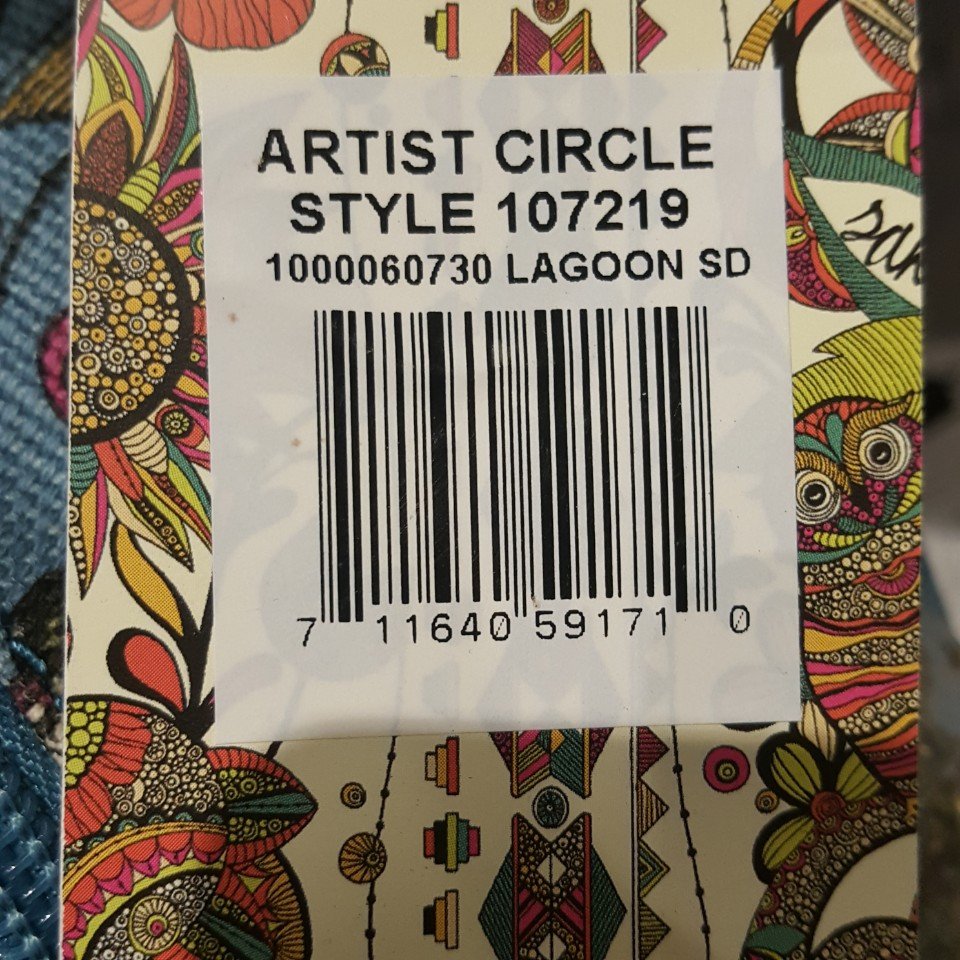 ARTIST CIRCLE
STYLE 107219
1000060730 LAGOON SD
7 11640 59171 0